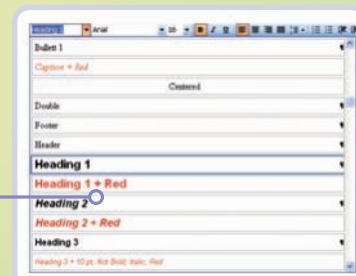 Heading 1 Arial 16 B I U
Bullet 1
Caption + Red
Centered
Double
Footer
Header
Heading 1
Heading 1 + Red
Heading 2
Heading 2 + Red
Heading 3
Heading 3 + 10 pt, Not Bold, Italic, Red